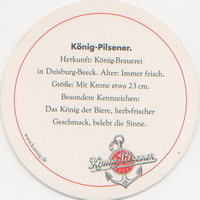 König-Pilsener.
Herkunft: König-Brauerei
in Duisburg-Beeck. Alter: Immer frisch.
Größe: Mit Krone etwa 23 cm.
Besondere Kennzeichen:
Das König der Biere, herb-frischer
Geschmack, belebt die Sinne.
www.koenig.de
König Pilsener